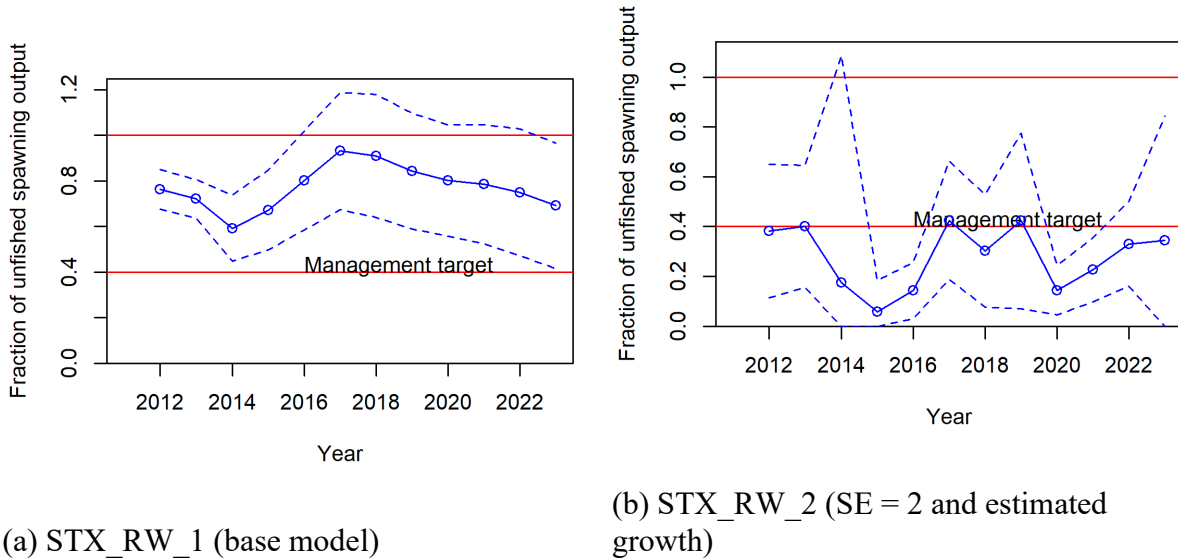 Fraction of unfished spawning output
1.2
0.8
0.4
0.0
Management target
2012 2014 2016 2018 2020 2022
Year
(a) STX_RW_1 (base model)
Fraction of unfished spawning output
1.0
0.8
0.6
0.4
0.2
0.0
Management target
2012 2014 2016 2018 2020 2022
Year
(b) STX_RW_2 (SE = 2 and estimated
growth)